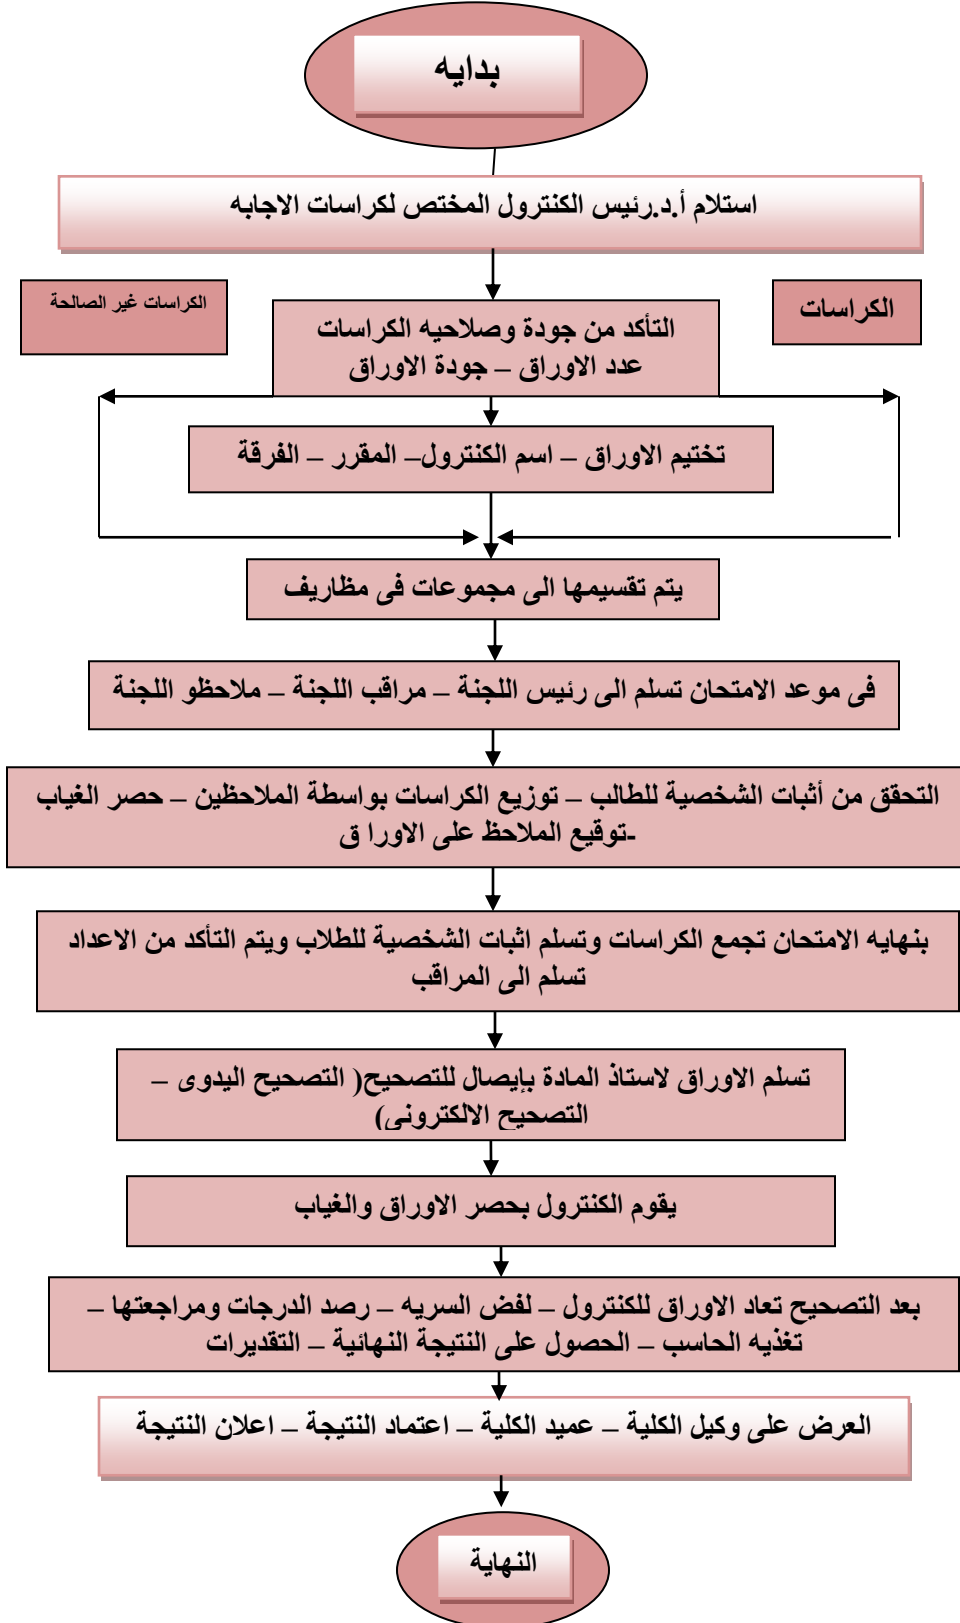 بدايه
استلام أ.د.رئيس الكنترول المختص لكراسات الاجابه
الكراسات
الكراسات غير الصالحة
التأكد من جودة وصلاحيه الكراسات
عدد الاوراق – جودة الاوراق
تختيم الاوراق – اسم الكنترول– المقرر – الفرقة
يتم تقسيمها الى مجموعات فى مظاريف
فى موعد الامتحان تسلم الى رئيس اللجنة – مراقب اللجنة – ملاحظو اللجنة
التحقق من أثبات الشخصية للطالب – توزيع الكراسات بواسطة الملاحظين – حصر الغياب
-توقيع الملاحظ على الاورا ق
بنهايه الامتحان تجمع الكراسات وتسلم اثبات الشخصية للطلاب ويتم التأكد من الاعداد
تسلم الى المراقب
تسلم الاوراق لاستاذ المادة بإيصال للتصحيح( التصحيح اليدوى –
التصحيح الالكترونى)
يقوم الكنترول بحصر الاوراق والغياب
بعد التصحيح تعاد الاوراق للكنترول – لفض السريه – رصد الدرجات ومراجعتها –
تغذيه الحاسب – الحصول على النتيجة النهائية – التقديرات
العرض على وكيل الكلية – عميد الكلية – اعتماد النتيجة – اعلان النتيجة
النهاية